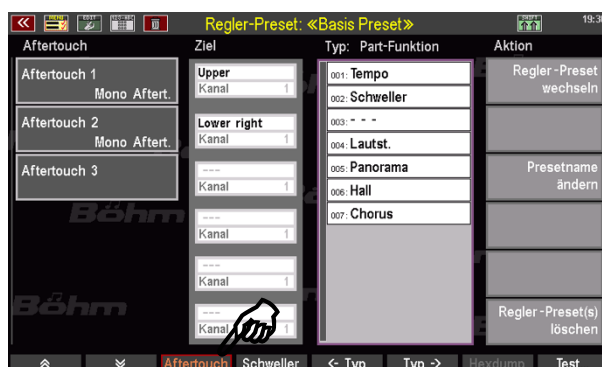 Regler-Preset: «Basis Preset»
19:30
Aftertouch
Ziel
Typ: Part-Funktion
Aktion
Aftertouch 1
Mono Aftert.
Aftertouch 2
Mono Aftert.
Aftertouch 3
Upper
Kanal 1
Lower right
Kanal 1
---
Kanal 1
---
Kanal 1
---
Kanal 1
---
Kanal 1
001: Tempo
002: Schweller
003: - - -
004: Lautst.
005: Panorama
006: Hall
007: Chorus
Regler-Preset
wechseln
Presetname
ändern
Regler-Preset(s)
löschen
Böhm
Böhm
Aftertouch Schweller <- Typ Typ -> Hexdump Test